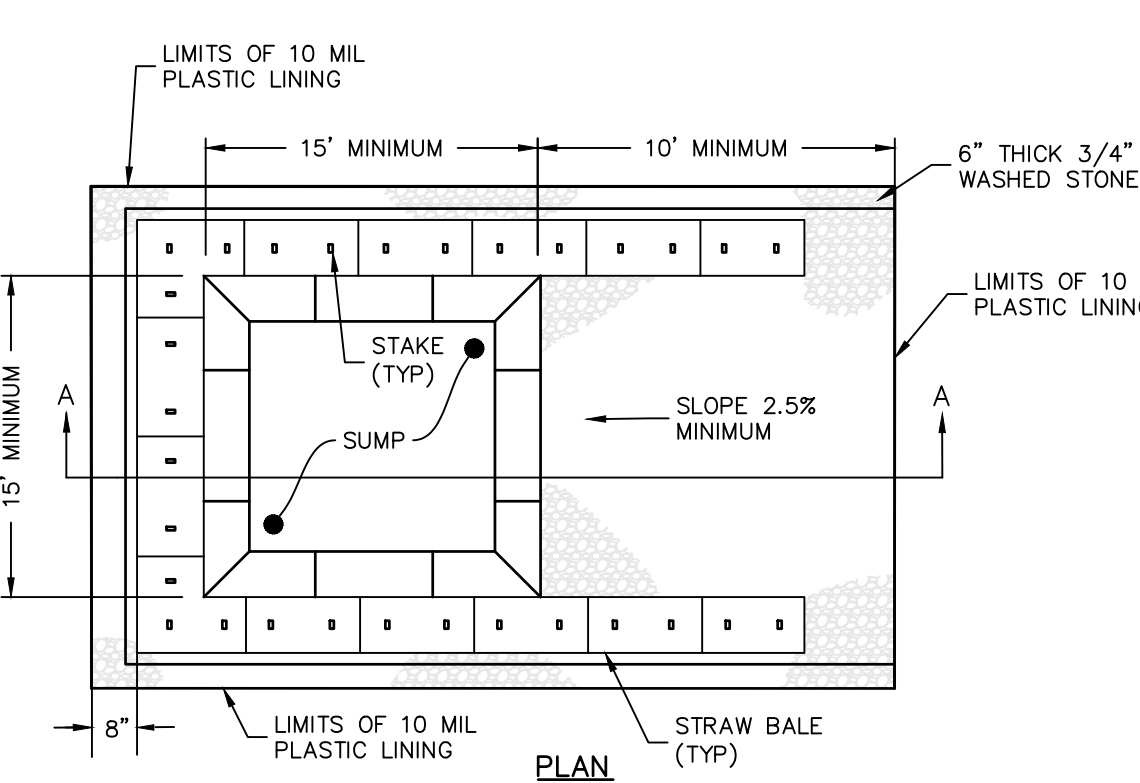 LIMITS OF 10 MIL
PLASTIC LINING
15' MINIMUM
10' MINIMUM
6" THICK 3/4"
WASHED STONE
LIMITS OF 10
PLASTIC LINING
STAKE
(TYP)
A
A
SLOPE 2.5%
MINIMUM
SUMP
15' MINIMUM
8"
LIMITS OF 10 MIL
PLASTIC LINING
STRAW BALE
(TYP)
PLAN